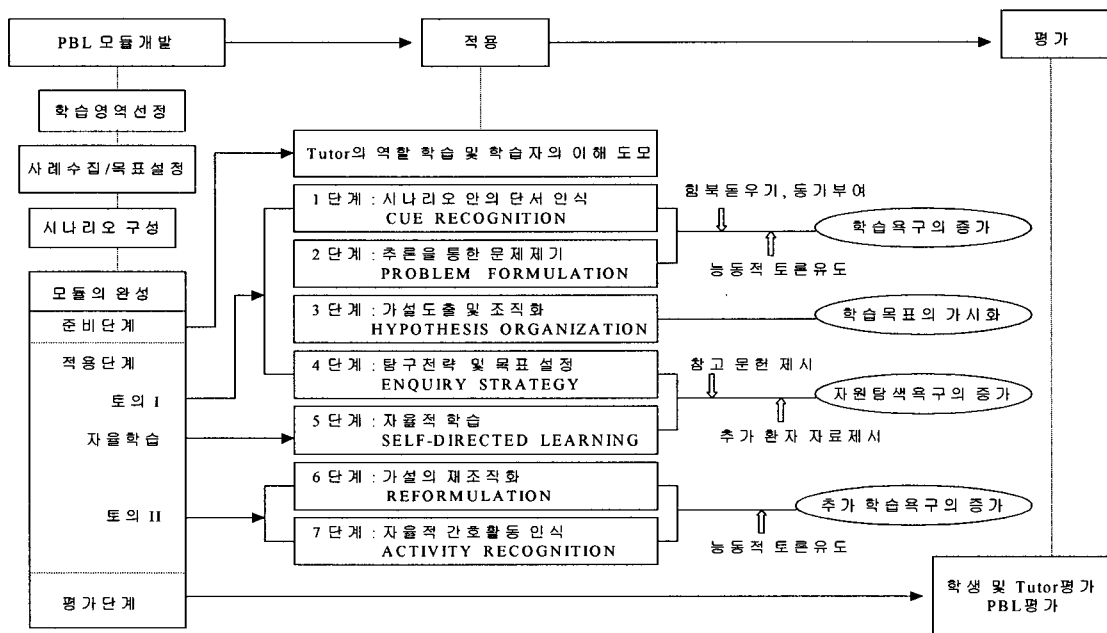 PBL 모듈개발
적용
평가
학습영역선정
사례수집/목표설정
시나리오 구성
모듈의 완성
준비단계
적용단계
토의 I
자율학습
토의 II
평가단계
Tutor의 역할 학습 및 학습자의 이해 도모
1 단계 : 시나리오 안의 단서 인식
CUE RECOGNITION
2 단계 : 추론을 통한 문제제기
PROBLEM FORMULATION
3 단계 : 가설도출 및 조직화
HYPOTHESIS ORGANIZATION
4 단계 : 탐구전략 및 목표 설정
ENQUIRY STRATEGY
5 단계 : 자율적 학습
SELF-DIRECTED LEARNING
6 단계 : 가설의 재조직화
REFORMULATION
7 단계 : 자율적 간호활동 인식
ACTIVITY RECOGNITION
힘북돋우기, 동가부여
학습욕구의 증가
능동적 토론유도
학습목표의 가시화
참고 문헌 제시
자원탐색욕구의 증가
추가 환자 자료제시
추가 학습욕구의 증가
능동적 토론유도
학생 및 Tutor평가
PBL평가